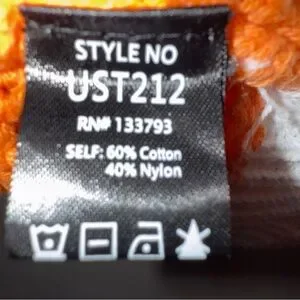 STYLE NO
UST212
RN# 133793
SELF: 60% Cotton
40% Nylon